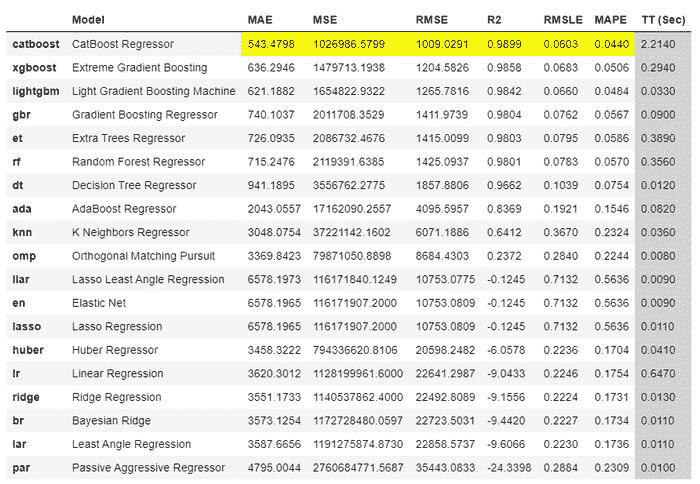 Model MAE MSE RMSE R2 RMSLE MAPE TT (Sec)
catboost CatBoost Regressor 543.4798 1026986.5799 1009.0291 0.9899 0.0603 0.0440 2.2140
xgboost Extreme Gradient Boosting 636.2946 1479713.1938 1204.5826 0.9858 0.0683 0.0506 0.2940
lightgbm Light Gradient Boosting Machine 621.1882 1654822.9322 1265.7816 0.9842 0.0660 0.0484 0.0330
gbr Gradient Boosting Regressor 740.1037 2011708.3529 1411.9739 0.9804 0.0762 0.0567 0.0900
et Extra Trees Regressor 726.0935 2086732.4676 1415.0099 0.9803 0.0795 0.0586 0.3890
rf Random Forest Regressor 715.2476 2119391.6385 1425.0937 0.9801 0.0783 0.0570 0.3560
dt Decision Tree Regressor 941.1895 3556762.2775 1857.8806 0.9662 0.1039 0.0754 0.0120
ada AdaBoost Regressor 2043.0557 17162090.2557 4095.5957 0.8369 0.1921 0.1546 0.0820
knn K Neighbors Regressor 3048.0754 37221142.1602 6071.1886 0.6412 0.3670 0.2324 0.0360
omp Orthogonal Matching Pursuit 3369.8423 79871050.8898 8684.4303 0.2372 0.2840 0.2244 0.0080
llar Lasso Least Angle Regression 6578.1973 116171840.1249 10753.0775 -0.1245 0.7132 0.5636 0.0090
en Elastic Net 6578.1965 116171907.2000 10753.0809 -0.1245 0.7132 0.5636 0.0090
lasso Lasso Regression 6578.1965 116171907.2000 10753.0809 -0.1245 0.7132 0.5636 0.0110
huber Huber Regressor 3458.3222 794336620.8106 20598.2482 -6.0578 0.2236 0.1704 0.0410
lr Linear Regression 3620.3012 1128199961.6000 22641.2987 -9.0433 0.2246 0.1754 0.6470
ridge Ridge Regression 3551.1733 1140537862.4000 22492.8089 -9.1556 0.2224 0.1731 0.0130
br Bayesian Ridge 3573.1254 1172728480.0597 22723.5031 -9.4420 0.2227 0.1734 0.0110
lar Least Angle Regression 3587.6656 1191275874.8730 22858.5737 -9.6066 0.2230 0.1736 0.0110
par Passive Aggressive Regressor 4795.0044 2760684771.5687 35443.0833 -24.3398 0.2884 0.2309 0.0100